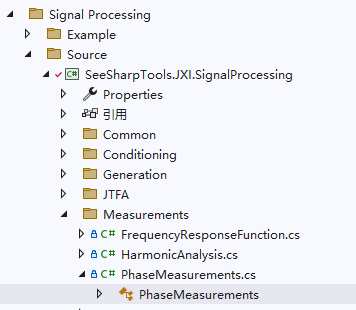 Signal Processing
Example
Source
SeeSharpTools.JXI.SignalProcessing
Properties
引用
Common
Conditioning
Generation
JTFA
Measurements
C# FrequencyResponseFunction.cs
C# HarmonicAnalysis.cs
C# PhaseMeasurements.cs
PhaseMeasurements